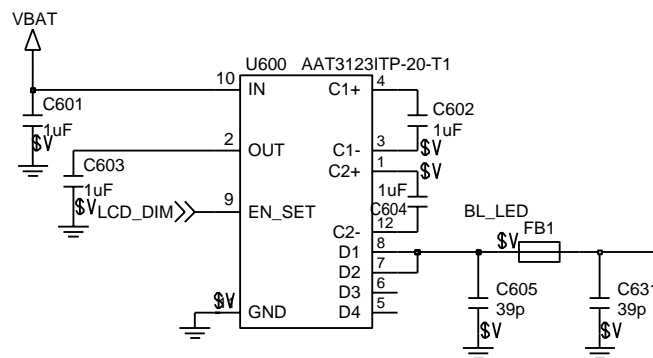 VBAT
U600 AAT3123ITP-20-T1
10 IN C1+ 4
C601
1uF
$V
C602
1uF
$V
2 OUT C1- 3
C2+ 1
C603
1uF
$V
$V
1uF
C604
LCD_DIM 9 EN_SET
C2- 12
BL_LED
D1 8
$V FB1
D2 7
D3 6
D4 5
$V GND
C605
39p
$V
C631
39p
$V